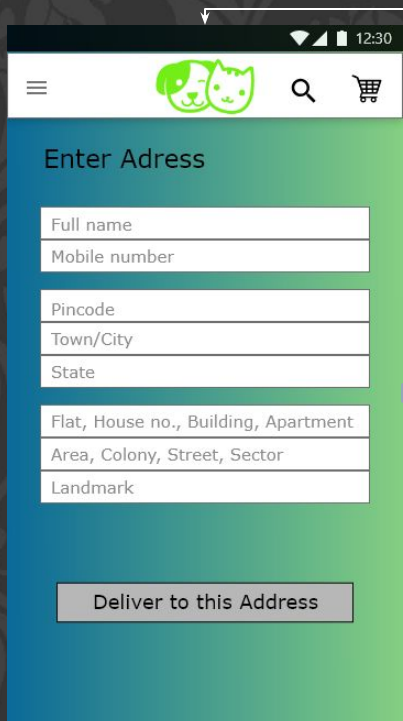 12:30
Enter Adress
Full name
Mobile number
Pincode
Town/City
State
Flat, House no., Building, Apartment
Area, Colony, Street, Sector
Landmark
Deliver to this Address